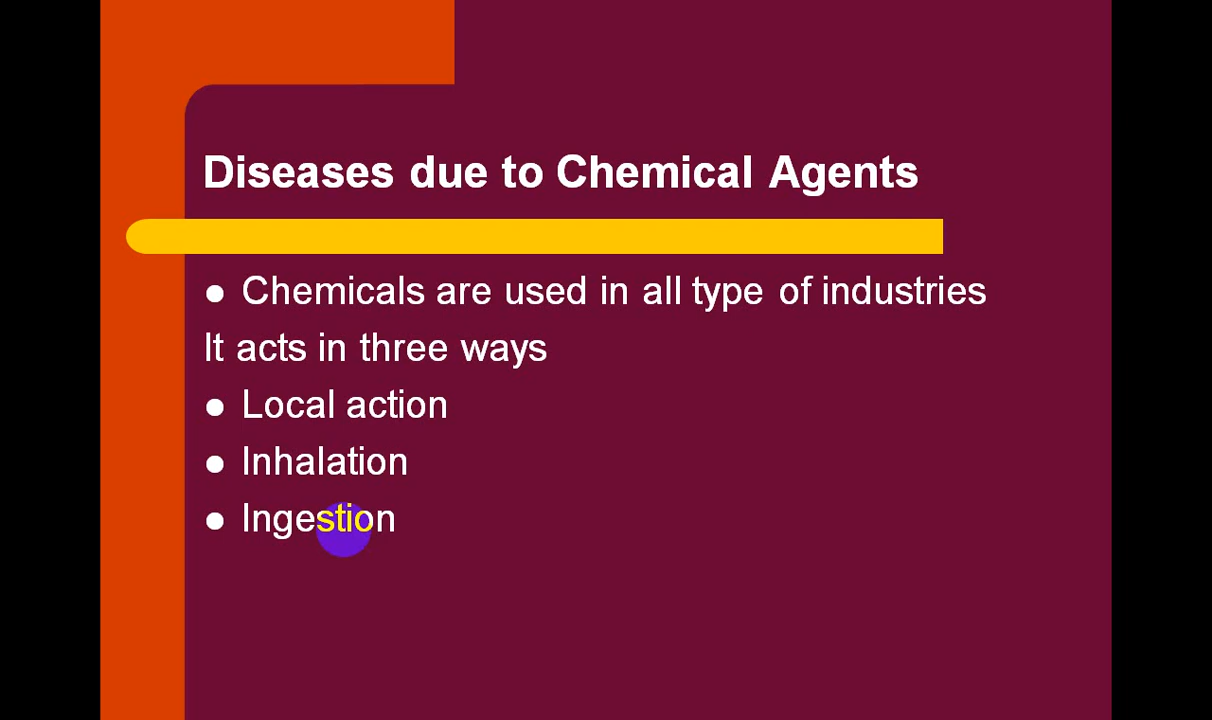 Diseases due to Chemical Agents
● Chemicals are used in all type of industries
It acts in three ways
● Local action
● Inhalation
● Ingestion